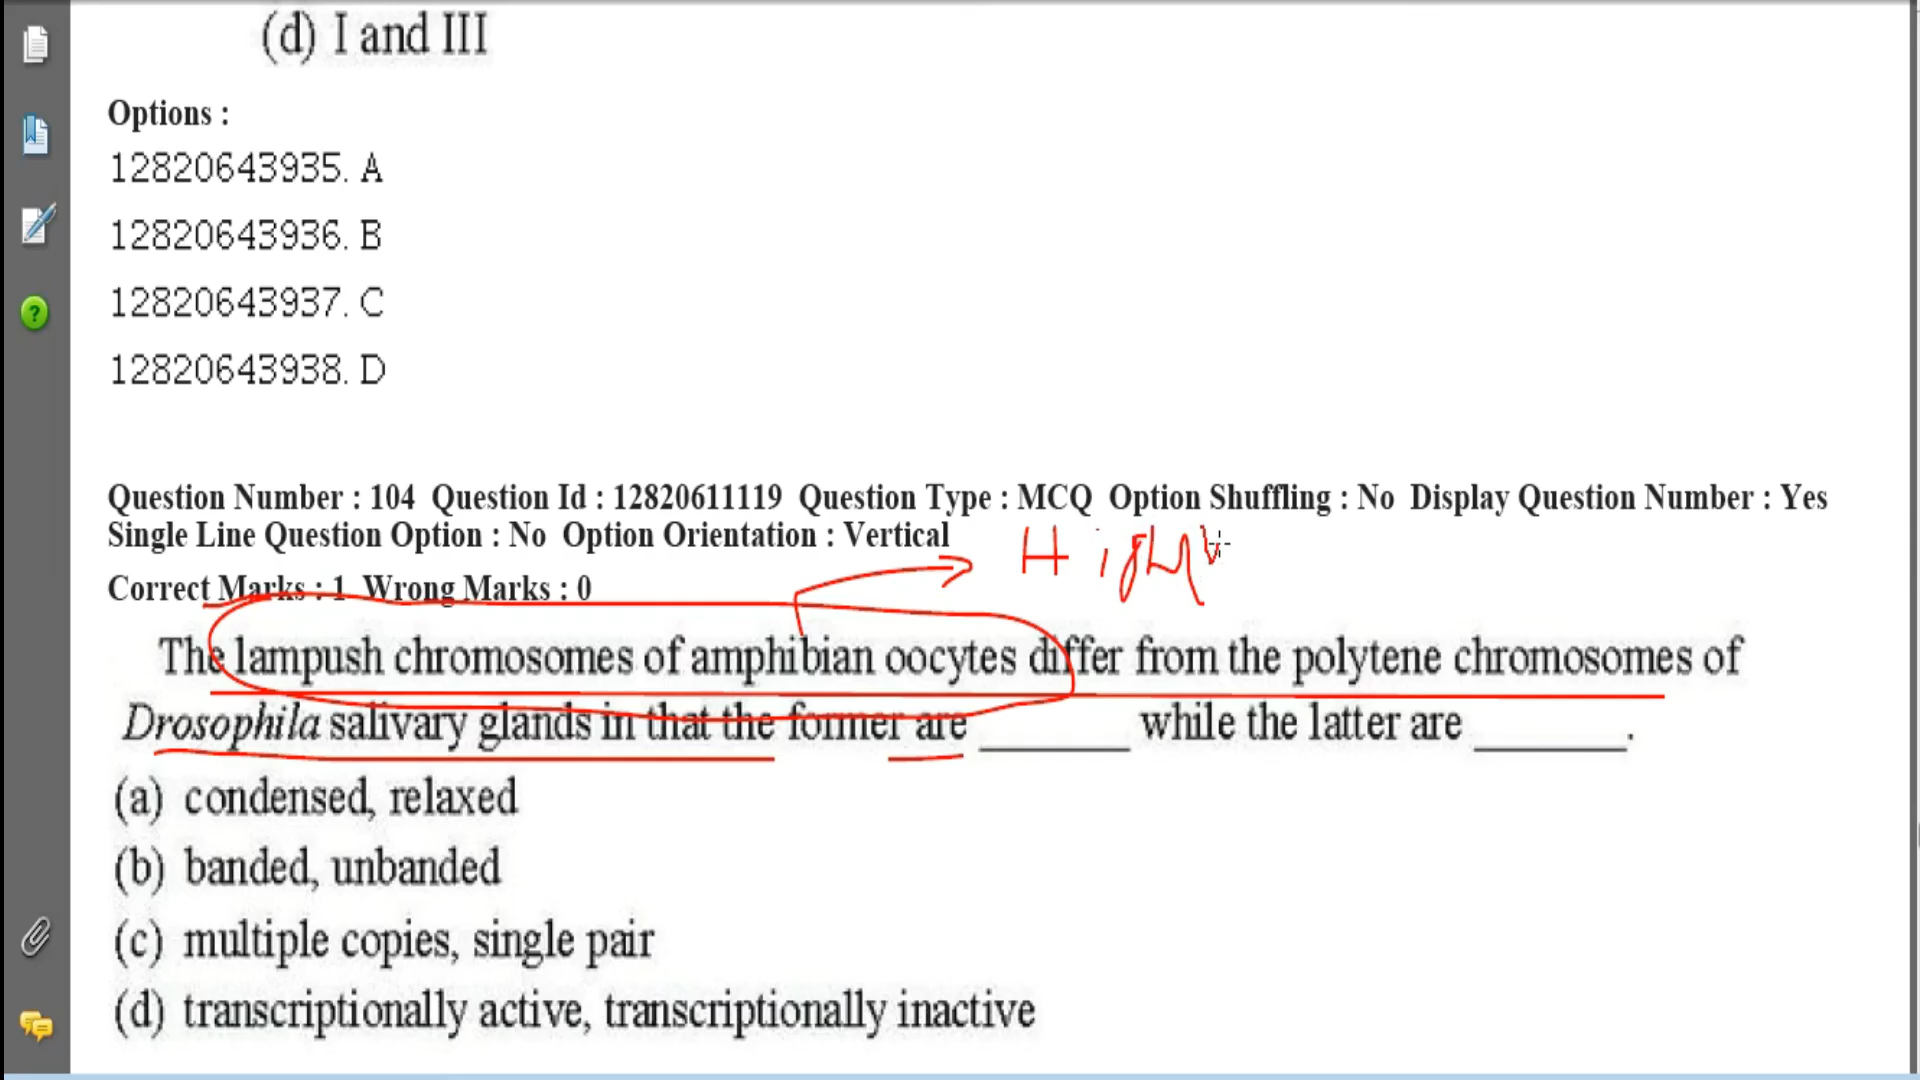 (d) I and III
Options :
12820643935. A
12820643936. B
12820643937. C
12820643938. D
Question Number : 104 Question Id : 12820611119 Question Type : MCQ Option Shuffling : No Display Question Number : Yes
Single Line Question Option : No Option Orientation : Vertical
Correct Marks : 1 Wrong Marks : 0
The lampush chromosomes of amphibian oocytes differ from the polytene chromosomes of
Drosophila salivary glands in that the former are ______ while the latter are ______.
(a) condensed, relaxed
(b) banded, unbanded
(c) multiple copies, single pair
(d) transcriptionally active, transcriptionally inactive